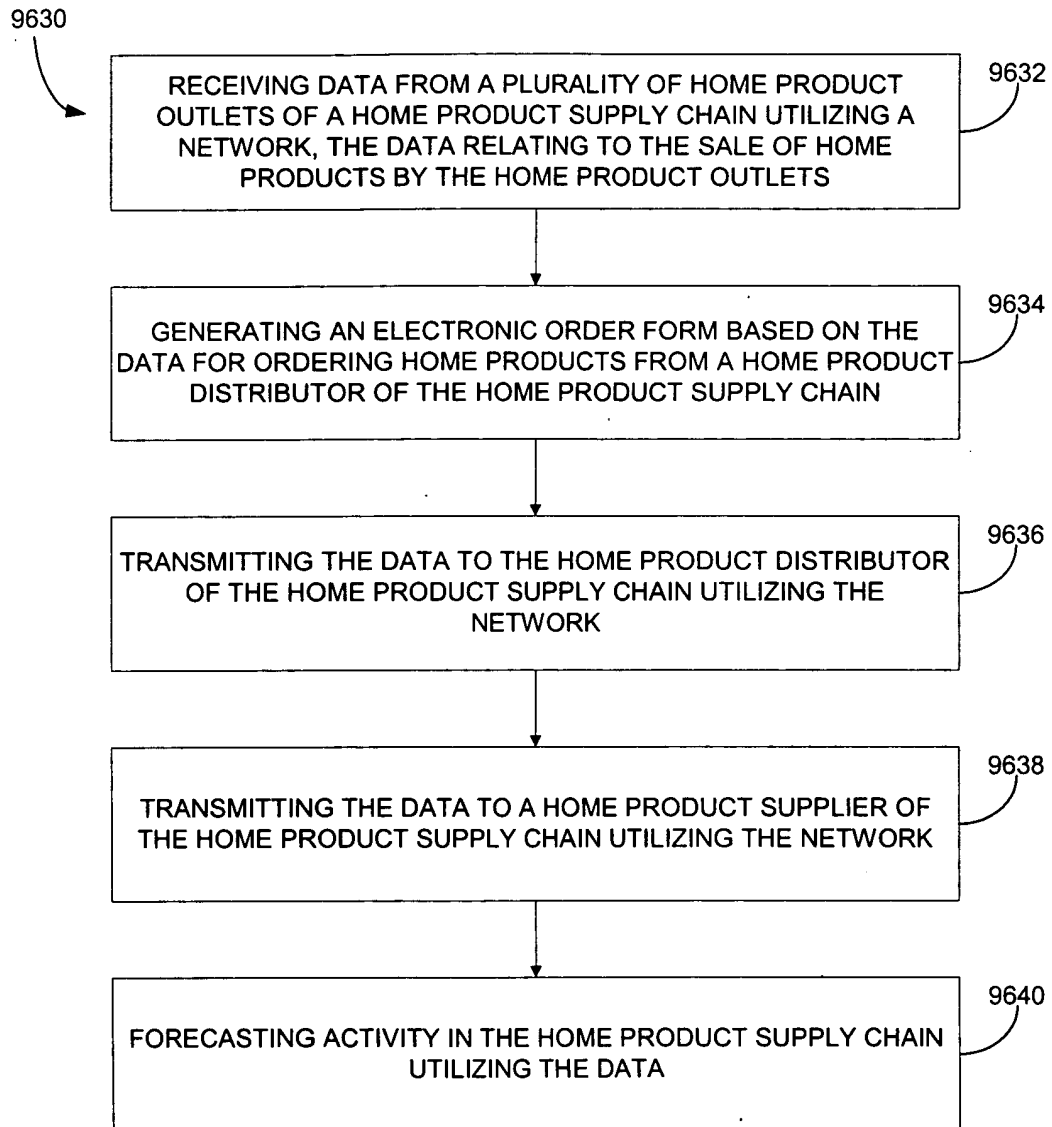 9630
9632
RECEIVING DATA FROM A PLURALITY OF HOME PRODUCT
OUTLETS OF A HOME PRODUCT SUPPLY CHAIN UTILIZING A
NETWORK, THE DATA RELATING TO THE SALE OF HOME
PRODUCTS BY THE HOME PRODUCT OUTLETS
9634
GENERATING AN ELECTRONIC ORDER FORM BASED ON THE
DATA FOR ORDERING HOME PRODUCTS FROM A HOME PRODUCT
DISTRIBUTOR OF THE HOME PRODUCT SUPPLY CHAIN
9636
TRANSMITTING THE DATA TO THE HOME PRODUCT DISTRIBUTOR
OF THE HOME PRODUCT SUPPLY CHAIN UTILIZING THE
NETWORK
9638
TRANSMITTING THE DATA TO A HOME PRODUCT SUPPLIER OF
THE HOME PRODUCT SUPPLY CHAIN UTILIZING THE NETWORK
9640
FORECASTING ACTIVITY IN THE HOME PRODUCT SUPPLY CHAIN
UTILIZING THE DATA